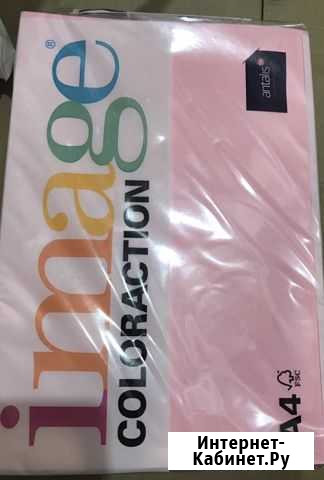 image®
COLORACTION
antalis
A4
FSC
Интернет-
Кабинет.Ру